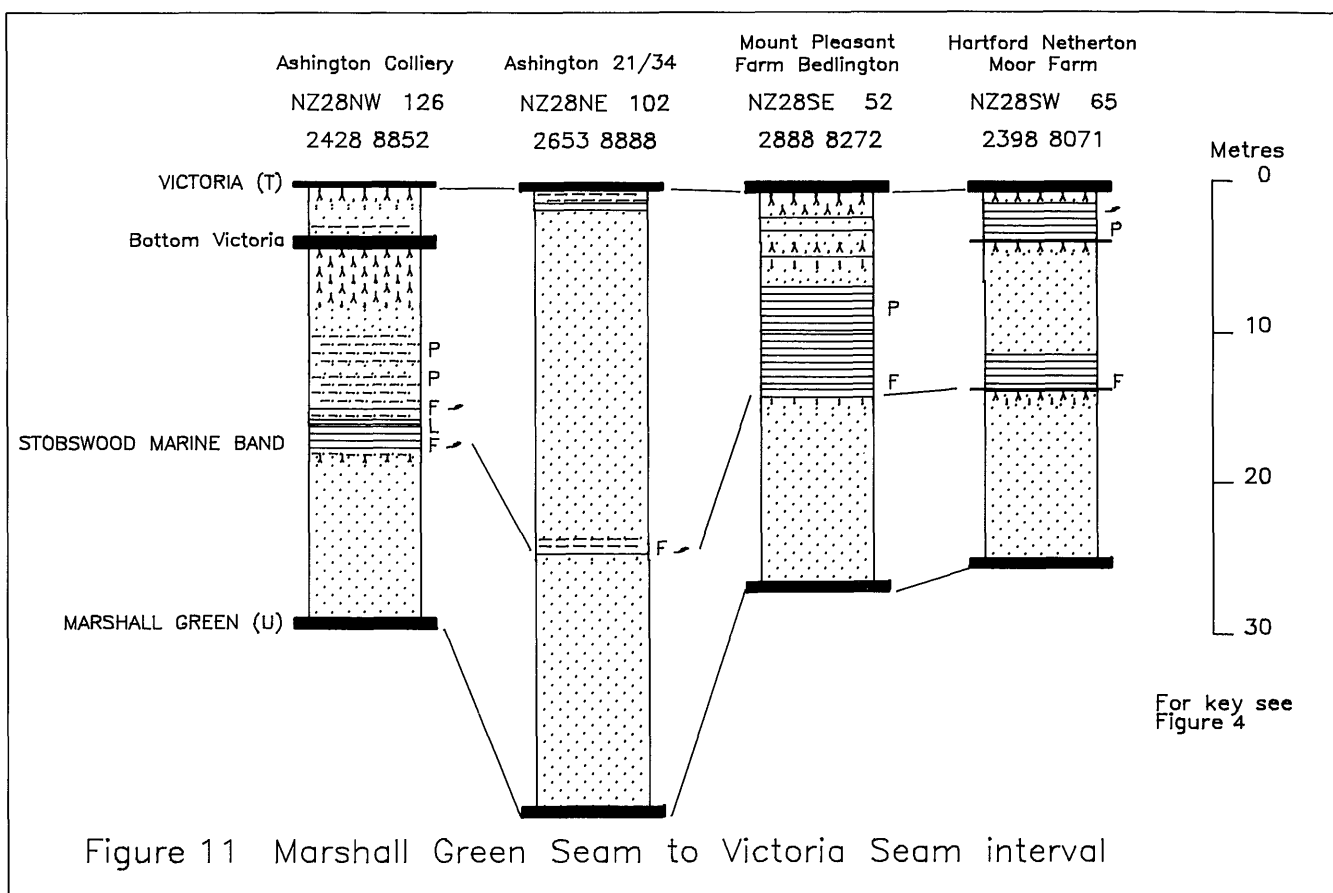 Ashington Colliery
NZ28NW 126
2428 8852
Ashington 21/34
NZ28NE 102
2653 8888
Mount Pleasant
Farm Bedlington
NZ28SE 52
2888 8272
Hartford Netherton
Moor Farm
NZ28SW 65
2398 8071
Metres
0
10
20
30
VICTORIA (T)
Bottom Victoria
STOBSWOOD MARINE BAND
MARSHALL GREEN (U)
P
P
F
L
F
F
P
F
P
F
For key see
Figure 4
Figure 11 Marshall Green Seam to Victoria Seam interval